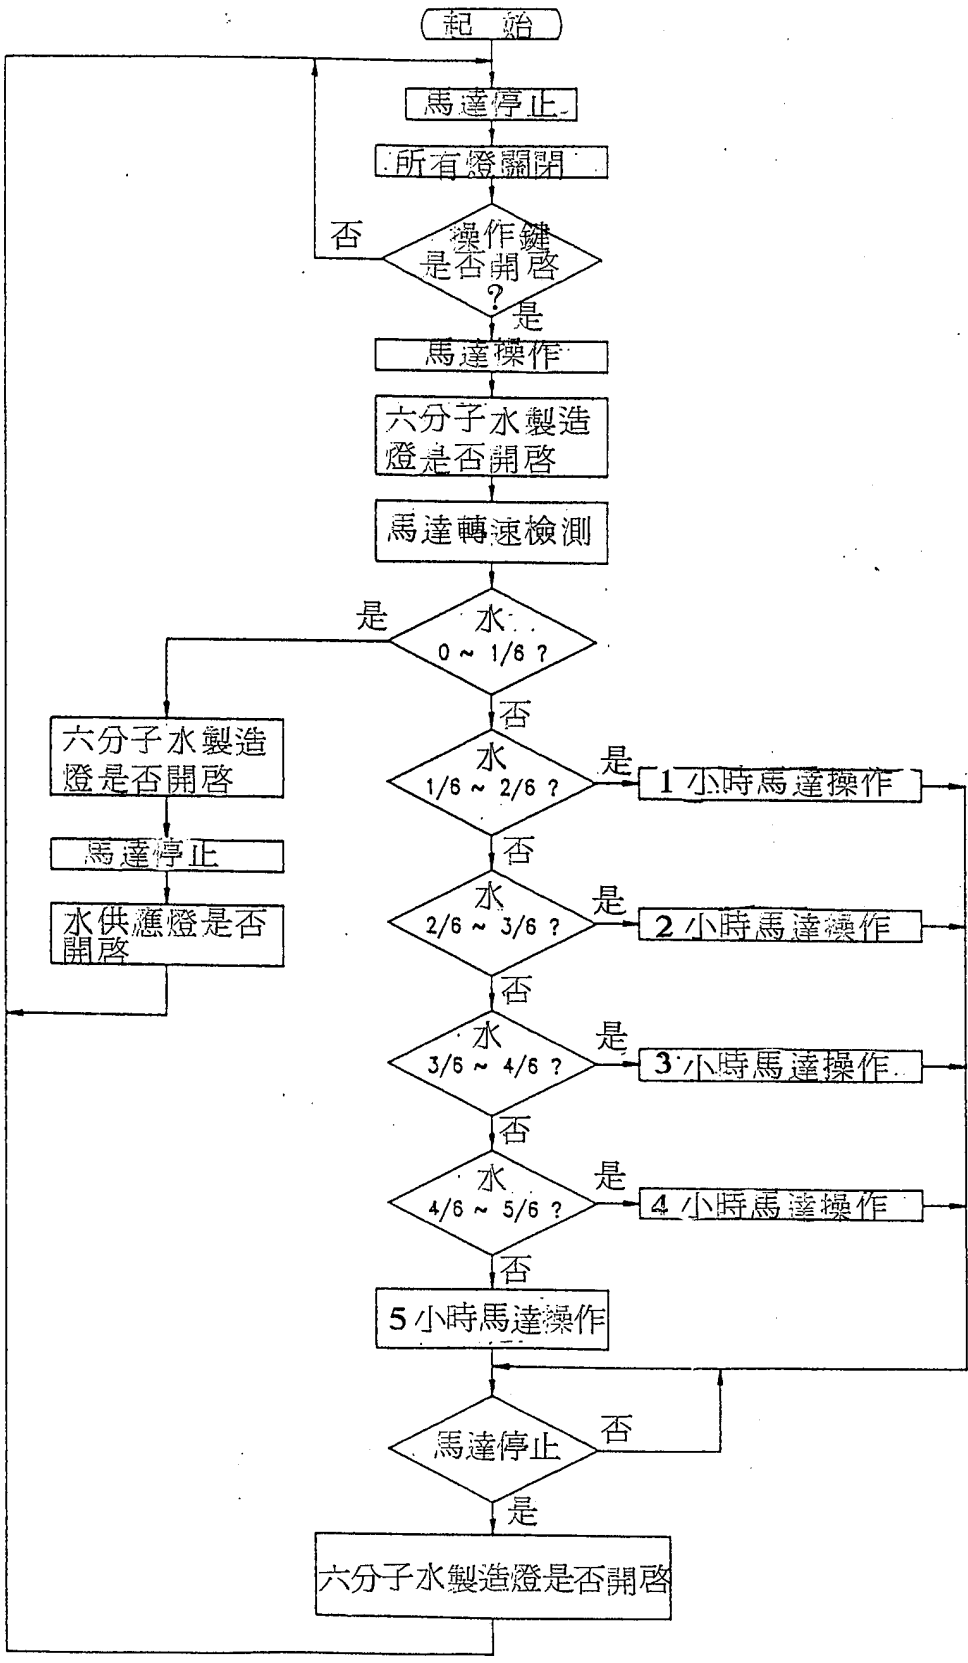 起始
馬達停止
所有燈關閉
操作鍵
是否開啓
?
否
是
馬達操作
六分子水製造
燈是否開啓
馬達轉速檢測
水
0 ~ 1/6 ?
是
否
六分子水製造
燈是否開啓
馬達停止
水供應燈是否
開啓
水
1/6 ~ 2/6 ?
是
1 小時馬達操作
否
水
2/6 ~ 3/6 ?
是
2 小時馬達操作
否
水
3/6 ~ 4/6 ?
是
3 小時馬達操作
否
水
4/6 ~ 5/6 ?
是
4 小時馬達操作
否
5 小時馬達操作
馬達停止
否
是
六分子水製造燈是否開啓